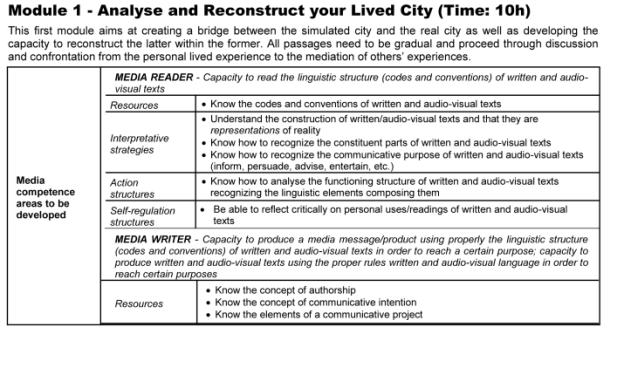 Module 1 - Analyse and Reconstruct your Lived City (Time: 10h)
This first module aims at creating a bridge between the simulated city and the real city as well as developing the
capacity to reconstruct the latter within the former. All passages need to be gradual and proceed through discussion
and confrontation from the personal lived experience to the mediation of others' experiences.
Media
competence
areas to be
developed
MEDIA READER - Capacity to read the linguistic structure (codes and conventions) of written and audio-
visual texts
Resources
• Know the codes and conventions of written and audio-visual texts
Interpretative
strategies
• Understand the construction of written/audio-visual texts and that they are
representations of reality
• Know how to recognize the constituent parts of written and audio-visual texts
• Know how to recognize the communicative purpose of written and audio-visual texts
(inform, persuade, advise, entertain, etc.)
Action
structures
• Know how to analyse the functioning structure of written and audio-visual texts
recognizing the linguistic elements composing them
Self-regulation
structures
• Be able to reflect critically on personal uses/readings of written and audio-visual
texts
MEDIA WRITER - Capacity to produce a media message/product using properly the linguistic structure
(codes and conventions) of written and audio-visual texts in order to reach a certain purpose; capacity to
produce written and audio-visual texts using the proper rules written and audio-visual language in order to
reach certain purposes
Resources
• Know the concept of authorship
• Know the concept of communicative intention
• Know the elements of a communicative project